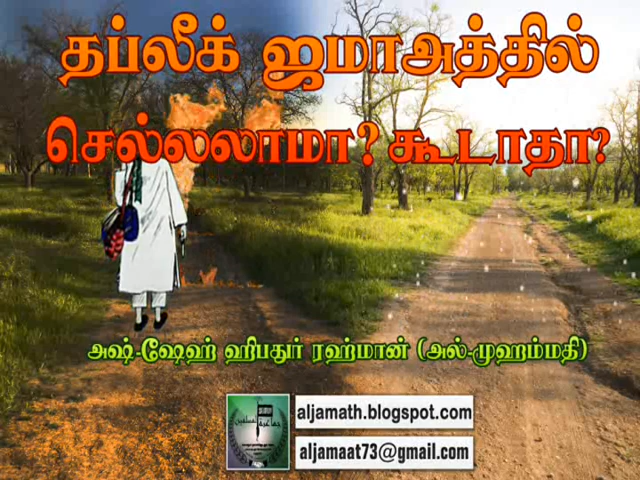 தப்லீக் ஜமாஅத்தில்
செல்லலாமா? கூடாதா?
அஷ்-ஷேஹ் ஹிபதுர் ரஹ்மான் (அல்-முஹம்மதி)
aljamath.blogspot.com
aljamaat73@gmail.com